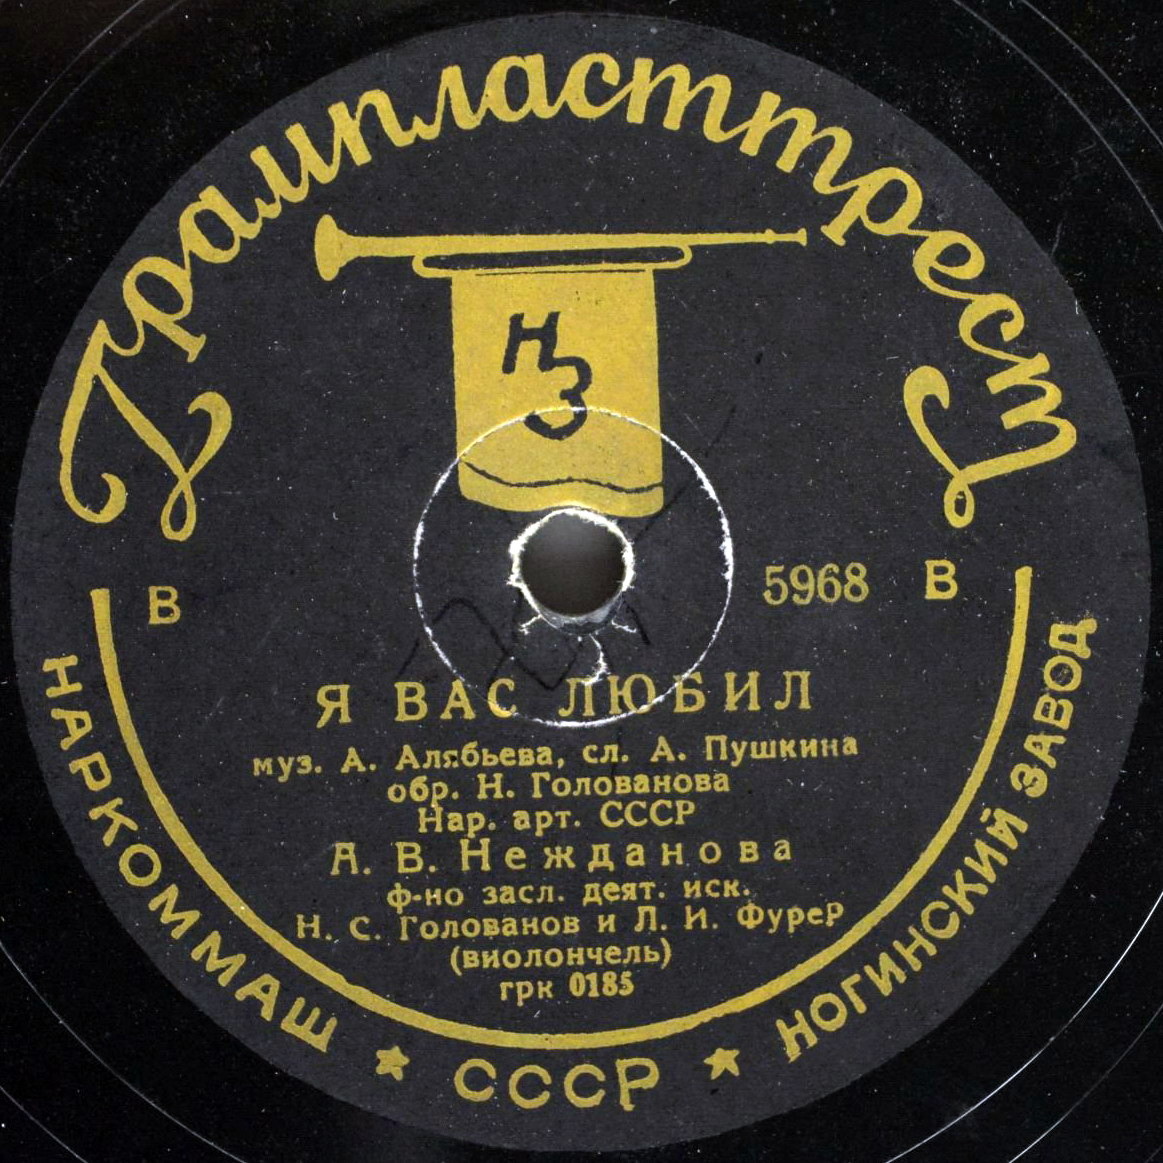 Грампласттрест
НЗ
В 5968 В
Я ВАС ЛЮБИЛ
муз. А. Алябьева, сл. А. Пушкина
обр. Н. Голованова
Нар. арт. СССР
А. В. Нежданова
ф-но засл. деят. иск.
Н. С. Голованов и Л. И. Фурер
(виолончель)
грк 0185
НАРКОММАШ ★ СССР ★ НОГИНСКИЙ ЗАВОД